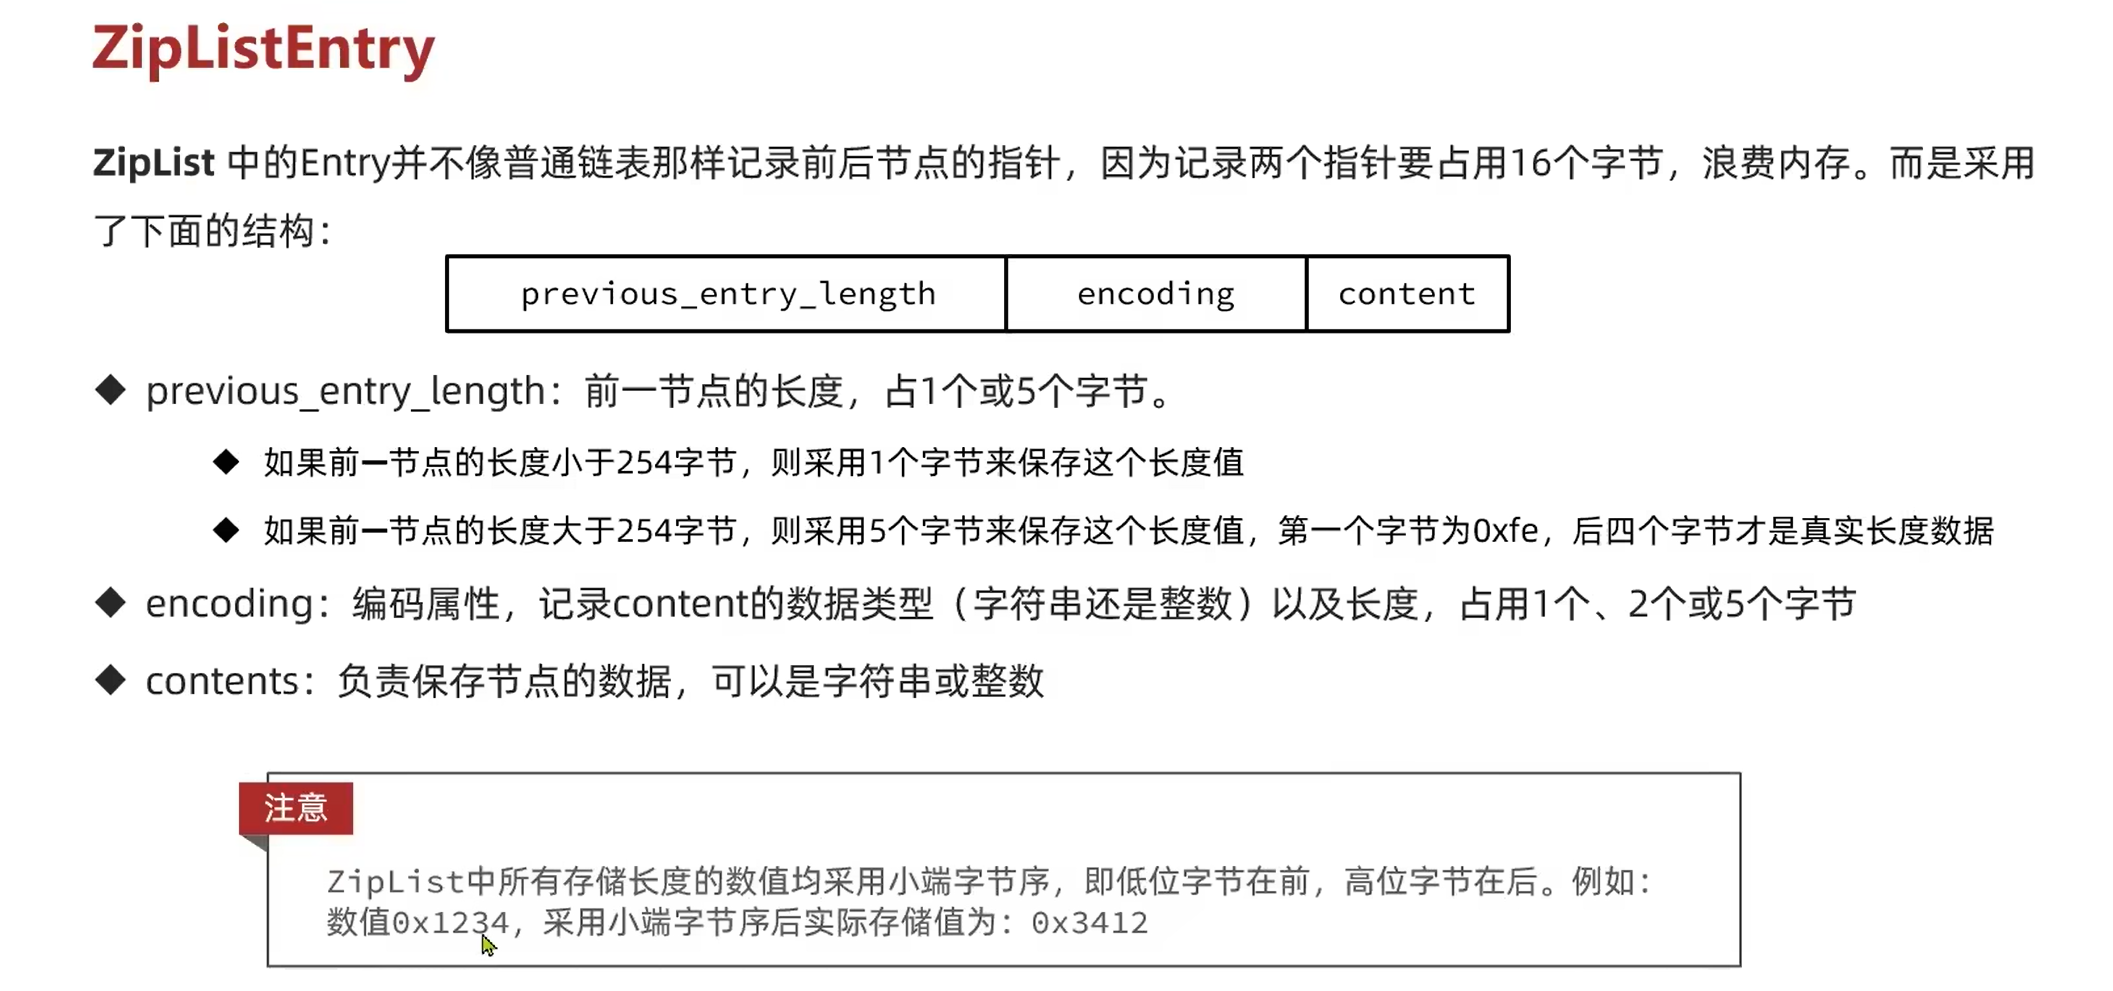 ZipListEntry
ZipList 中的Entry并不像普通链表那样记录前后节点的指针，因为记录两个指针要占用16个字节，浪费内存。而是采用
了下面的结构：
previous_entry_length encoding content
◆ previous_entry_length：前一节点的长度，占1个或5个字节。
◆ 如果前一节点的长度小于254字节，则采用1个字节来保存这个长度值
◆ 如果前一节点的长度大于254字节，则采用5个字节来保存这个长度值，第一个字节为0xfe，后四个字节才是真实长度数据
◆ encoding：编码属性，记录content的数据类型（字符串还是整数）以及长度，占用1个、2个或5个字节
◆ contents：负责保存节点的数据，可以是字符串或整数
注意
ZipList中所有存储长度的数值均采用小端字节序，即低位字节在前，高位字节在后。例如：
数值0x1234，采用小端字节序后实际存储值为：0x3412